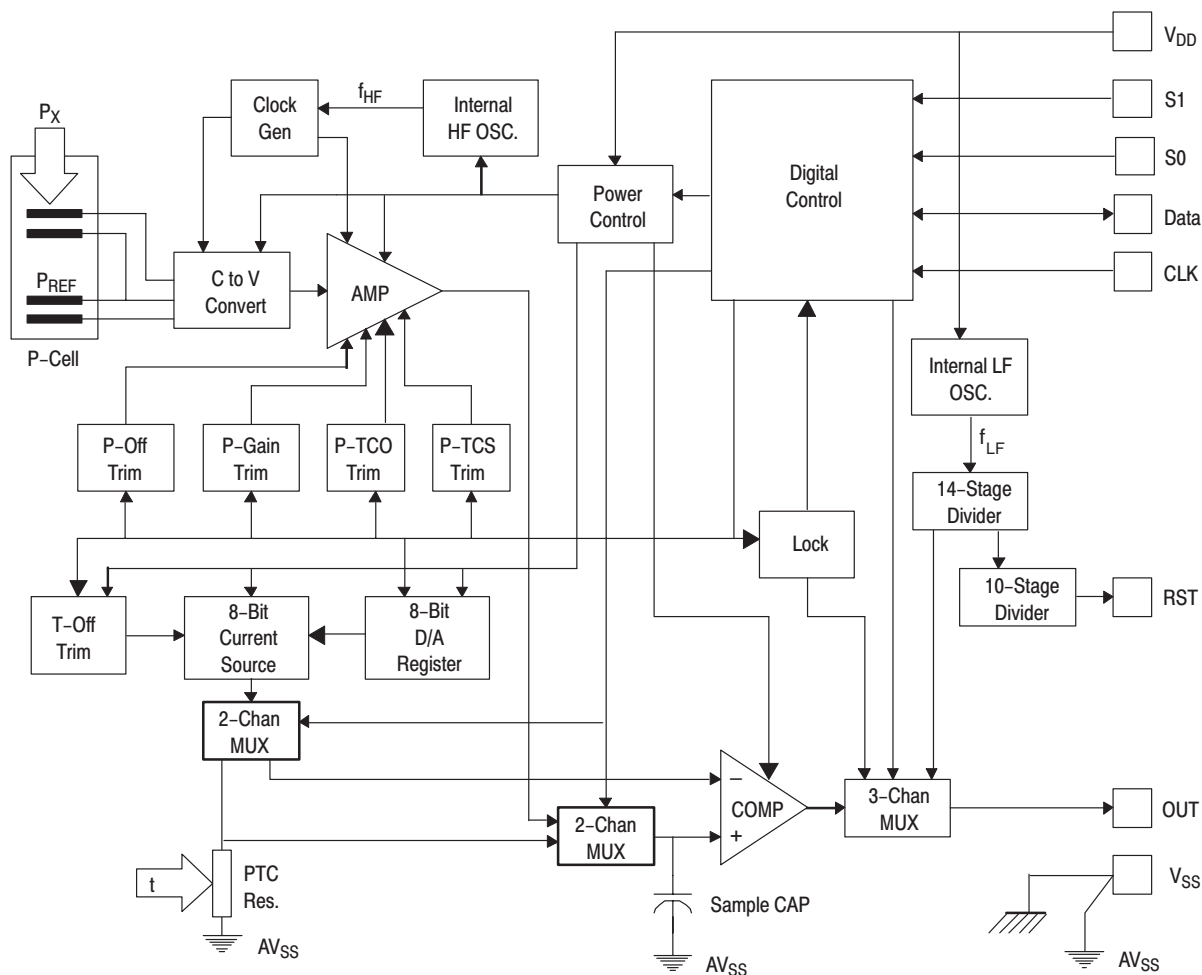 V_DD
S1
S0
Data
CLK
RST
OUT
V_SS
AV_SS
Clock
Gen
f_HF
Internal
HF OSC.
P_X
P_REF
P-Cell
C to V
Convert
AMP
Power
Control
Digital
Control
Internal LF
OSC.
f_LF
14-Stage
Divider
10-Stage
Divider
P-Off
Trim
P-Gain
Trim
P-TCO
Trim
P-TCS
Trim
Lock
T-Off
Trim
8-Bit
Current
Source
8-Bit
D/A
Register
2-Chan
MUX
2-Chan
MUX
−
COMP
+
3-Chan
MUX
t
PTC
Res.
AV_SS
Sample CAP
AV_SS